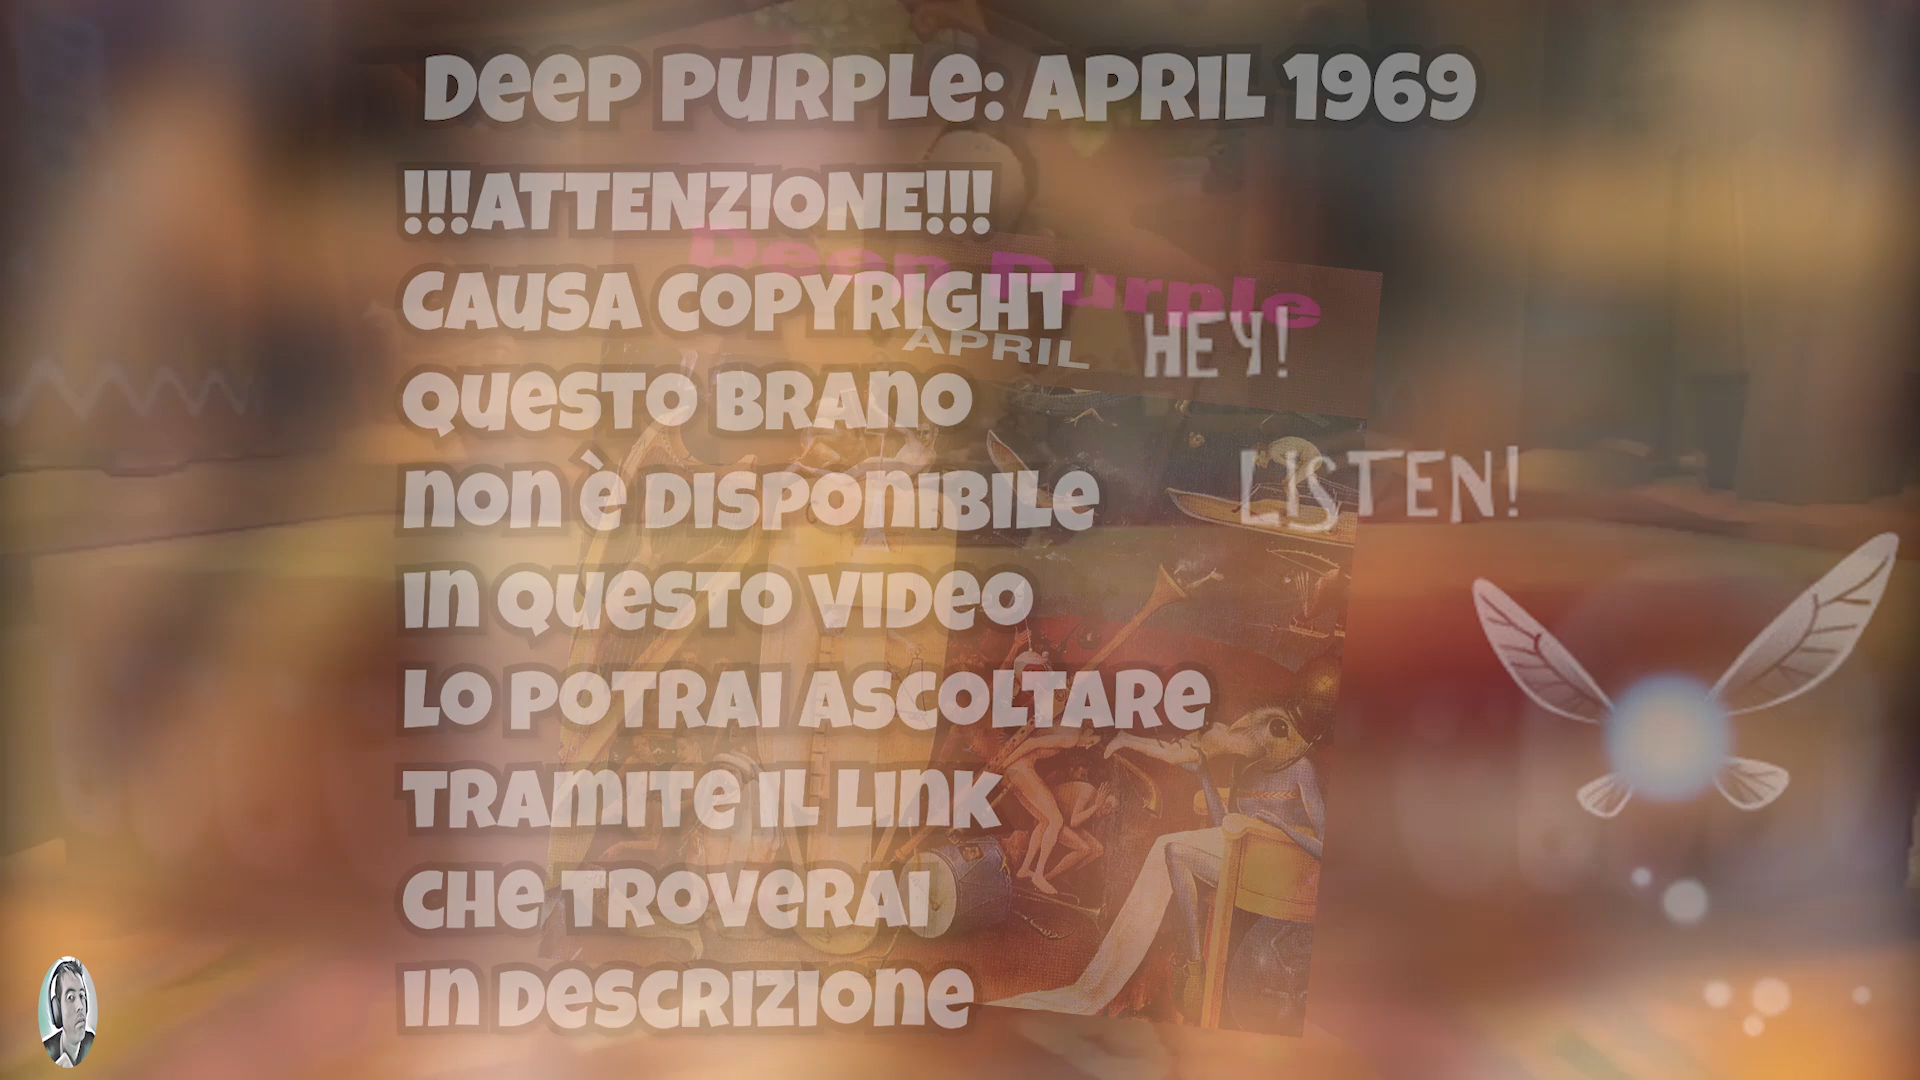 Deep Purple: April 1969
!!!ATTENZIONE!!!
Causa Copyright
Deep Purple
HEY!
APRIL
questo brano
non è disponibile
LISTEN!
in questo video
lo potrai ascoltare
tramite il link
che troverai
in descrizione